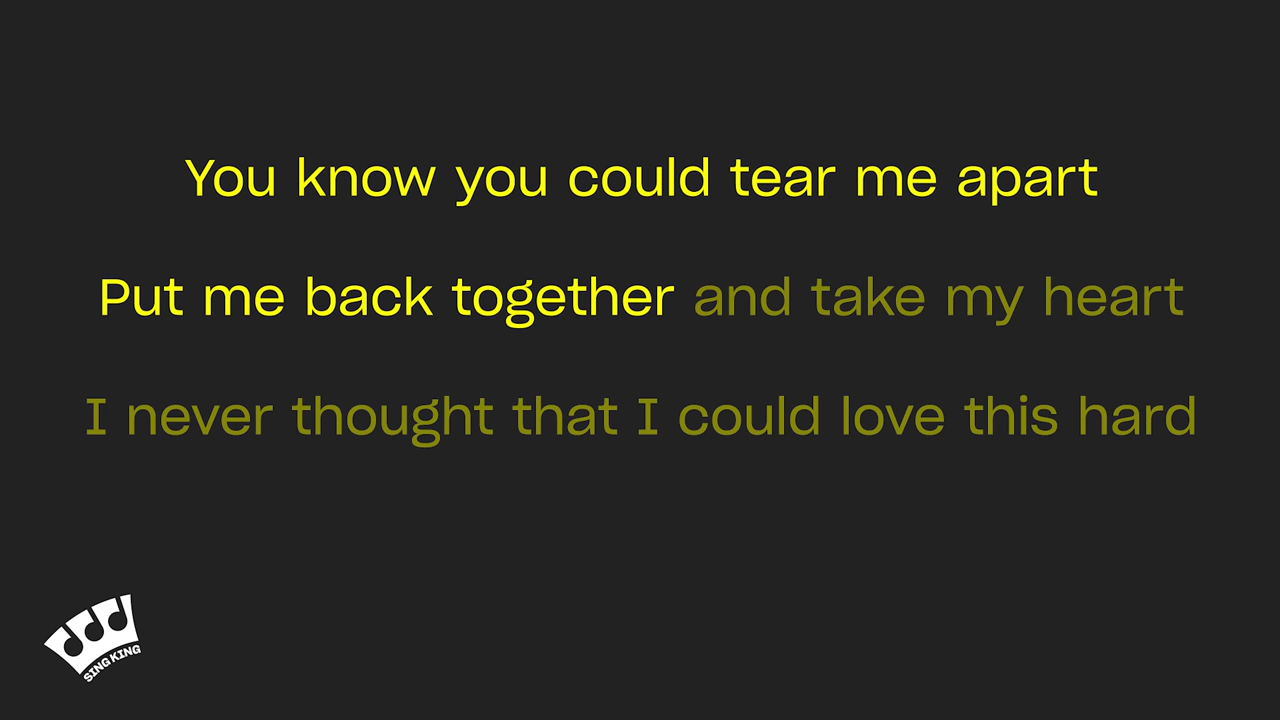 You know you could tear me apart
Put me back together and take my heart
I never thought that I could love this hard
SING KING